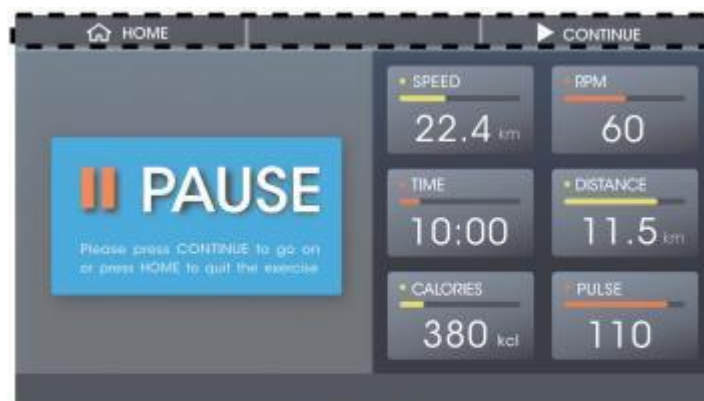 HOME
CONTINUE
PAUSE
Please press CONTINUE to go on
or press HOME to quit the exercise
SPEED
22.4 km
RPM
60
TIME
10:00
DISTANCE
11.5 km
CALORIES
380 kcl
PULSE
110